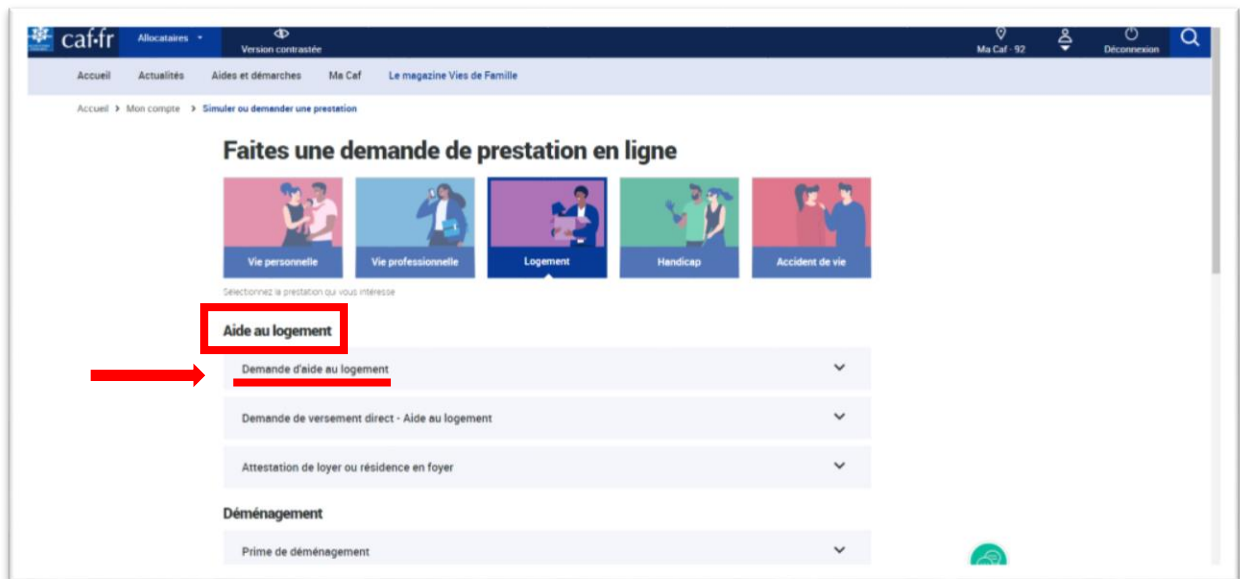 caf·fr
Allocataires
Version contrastée
Ma Caf - 92
Déconnexion
Accueil
Actualités
Aides et démarches
Ma Caf
Le magazine Vies de Famille
Accueil > Mon compte > Simuler ou demander une prestation
Faites une demande de prestation en ligne
Vie personnelle
Vie professionnelle
Logement
Handicap
Accident de vie
Sélectionnez la prestation qui vous intéresse
Aide au logement
Demande d'aide au logement
Demande de versement direct - Aide au logement
Attestation de loyer ou résidence en foyer
Déménagement
Prime de déménagement